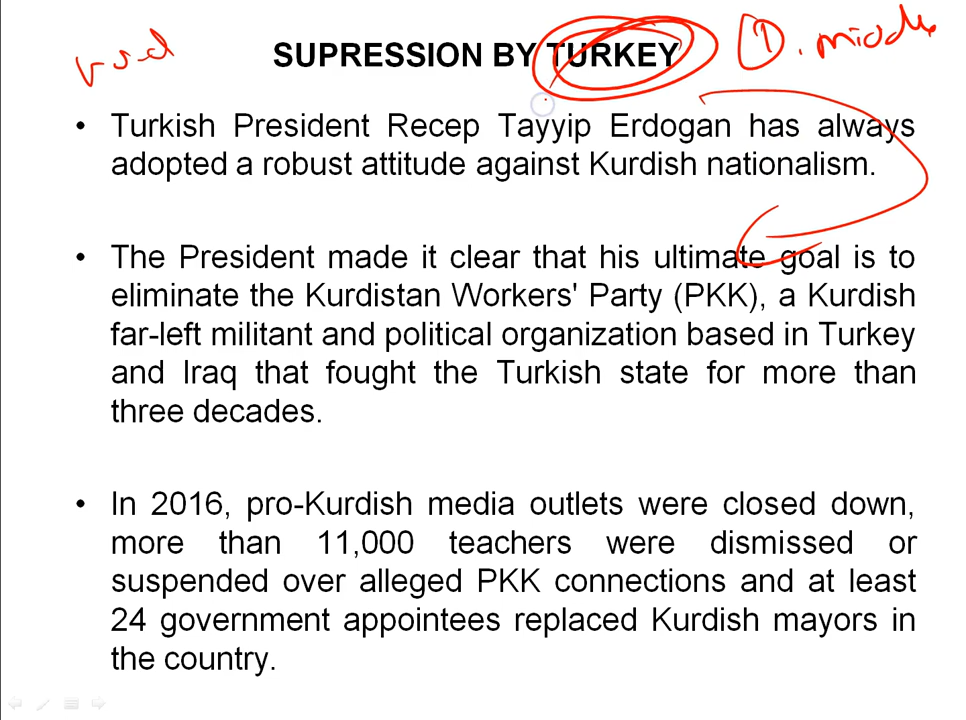 SUPRESSION BY TURKEY
① . middle
• Turkish President Recep Tayyip Erdogan has always
adopted a robust attitude against Kurdish nationalism.
• The President made it clear that his ultimate goal is to
eliminate the Kurdistan Workers' Party (PKK), a Kurdish
far-left militant and political organization based in Turkey
and Iraq that fought the Turkish state for more than
three decades.
• In 2016, pro-Kurdish media outlets were closed down,
more than 11,000 teachers were dismissed or
suspended over alleged PKK connections and at least
24 government appointees replaced Kurdish mayors in
the country.